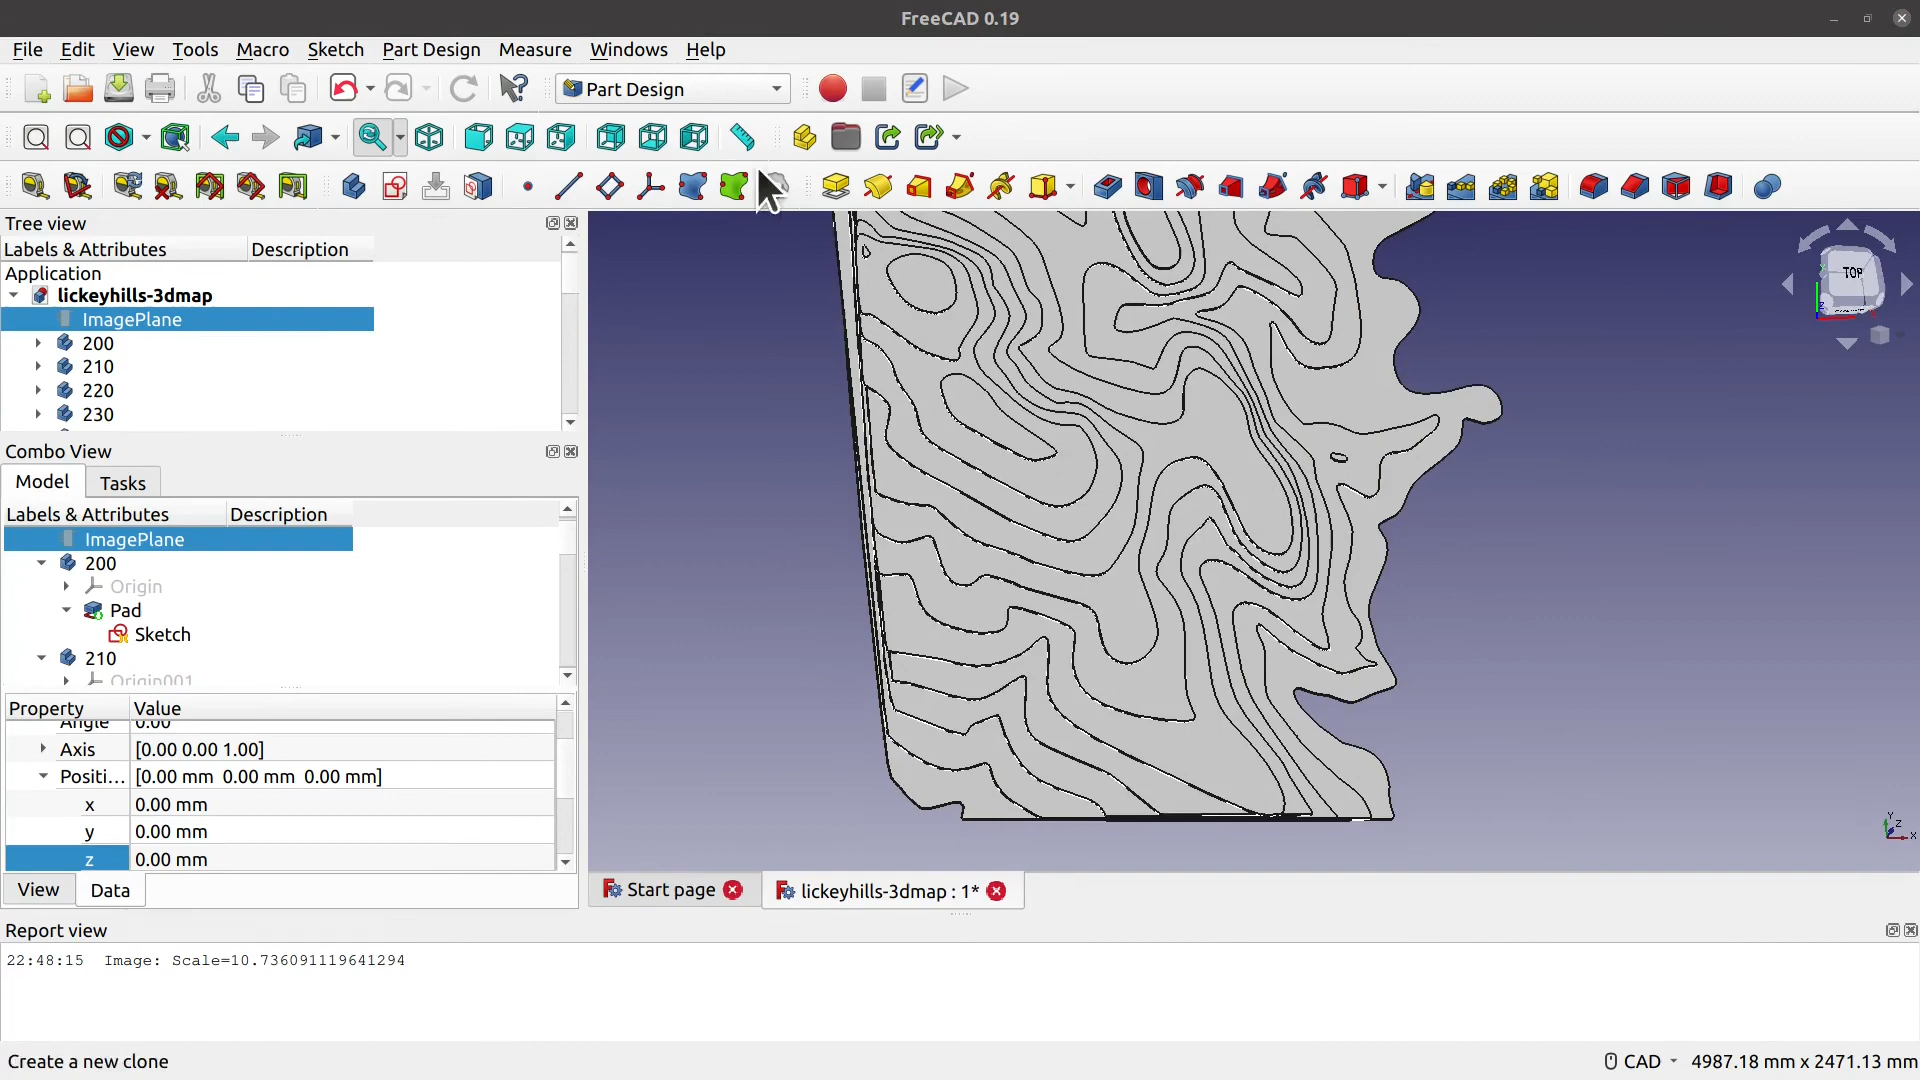 FreeCAD 0.19
File Edit View Tools Macro Sketch Part Design Measure Windows Help
Part Design
Tree view
Labels & Attributes Description
Application
lickeyhills-3dmap
ImagePlane
200
210
220
230
Combo View
Model Tasks
Labels & Attributes Description
ImagePlane
200
Origin
Pad
Sketch
210
Origin001
Property Value
Angle 0.00
Axis [0.00 0.00 1.00]
Positi... [0.00 mm 0.00 mm 0.00 mm]
x 0.00 mm
y 0.00 mm
z 0.00 mm
View Data
TOP
Z
Y
Z
X
Start page
lickeyhills-3dmap : 1*
Report view
22:48:15 Image: Scale=10.736091119641294
Create a new clone
CAD 4987.18 mm x 2471.13 mm